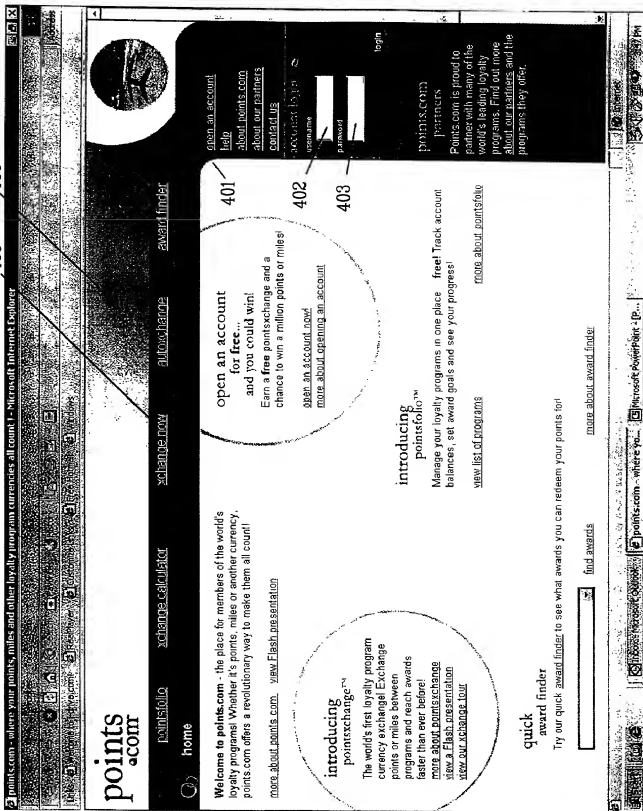 points.com - where your points, miles and other loyalty program currencies all count! - Microsoft Internet Explorer
points
.com
pointsfolio xchange calculator xchange now autoxchange award finder
home
Welcome to points.com - the place for members of the world's
loyalty programs! Whether it's points, miles or another currency,
points.com offers a revolutionary way to make them all count!
more about points.com view Flash presentation
open an account
for free...
and you could win!
Earn a free pointsxchange and a
chance to win a million points or miles!
open an account now!
more about opening an account
introducing
pointsxchange™
The world's first loyalty program
currency exchange! Exchange
points or miles between
programs and reach awards
faster than ever before!
more about pointsxchange
view a Flash presentation
view our xchange tour
introducing
pointsfolio™
Manage your loyalty programs in one place free! Track account
balances, set award goals and see your progress!
view list of programs more about pointsfolio
quick
award finder
Try our quick award finder to see what awards you can redeem your points for!
find awards more about award finder
open an account
help
about points.com
about our partners
contact us
401
account login
username
402
password
403
login
points.com
partners
Points.com is proud to
partner with many of the
world's leading loyalty
programs. Find out more
about our partners and the
programs they offer.
points.com - where yo... Microsoft PowerPoint - [P...